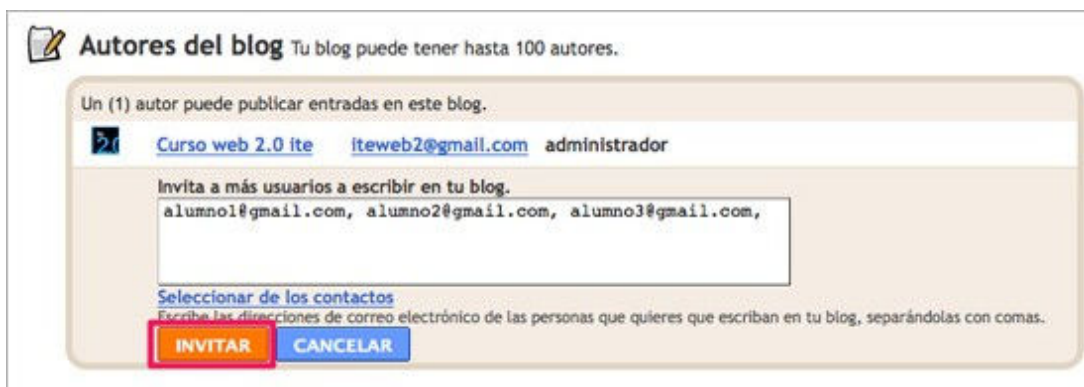 Autores del blog Tu blog puede tener hasta 100 autores.
Un (1) autor puede publicar entradas en este blog.
Curso web 2.0 ite iteweb2@gmail.com administrador
Invita a más usuarios a escribir en tu blog.
alumno1@gmail.com, alumno2@gmail.com, alumno3@gmail.com,
Seleccionar de los contactos
Escribe las direcciones de correo electrónico de las personas que quieres que escriban en tu blog, separándolas con comas.
INVITAR CANCELAR